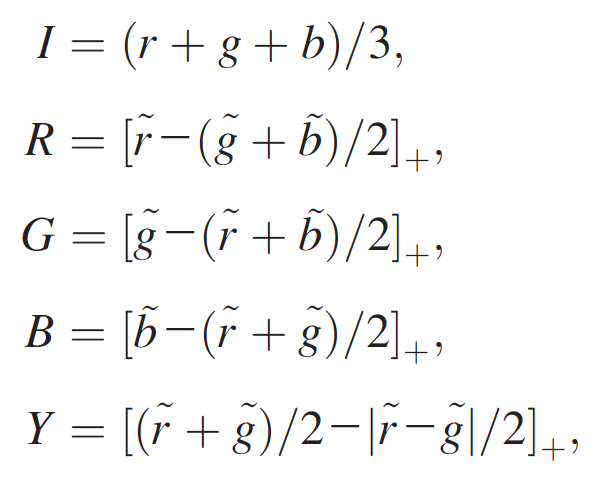 I = (r + g + b)/3,
R = [r̃−(g̃ + b̃)/2]₊,
G = [g̃−(r̃ + b̃)/2]₊,
B = [b̃−(r̃ + g̃)/2]₊,
Y = [(r̃ + g̃)/2−|r̃−g̃|/2]₊,